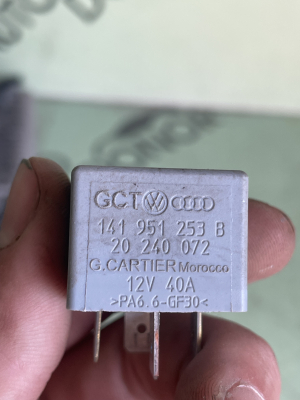 GCT
141 951 253 B
20 240 072
G.CARTIER Morocco
12V 40A
>PA6.6-GF30<